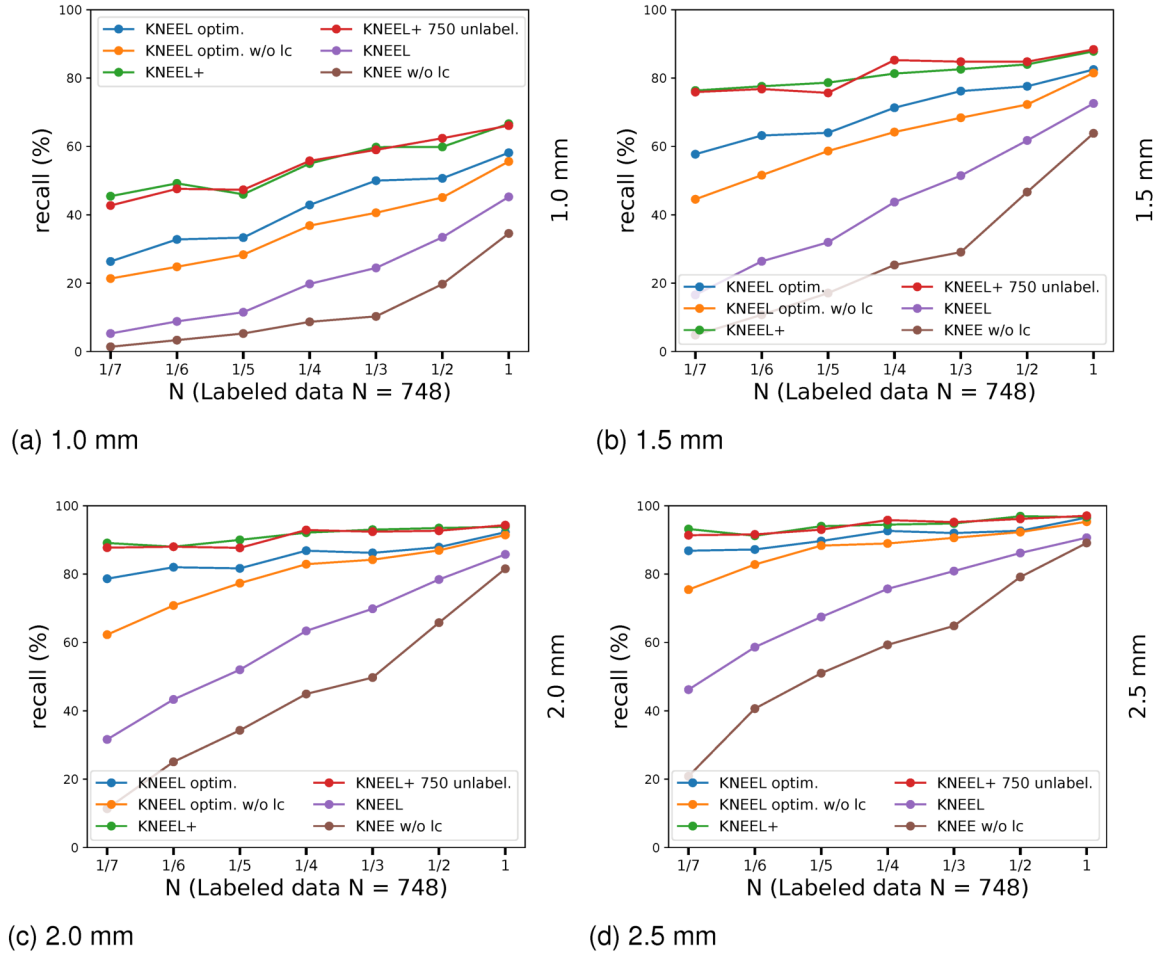 100
80
60
40
20
0
recall (%)
KNEEL optim.
KNEEL optim. w/o lc
KNEEL+
KNEEL+ 750 unlabel.
KNEEL
KNEE w/o lc
1/7 1/6 1/5 1/4 1/3 1/2 1
N (Labeled data N = 748)
1.0 mm
(a) 1.0 mm
100
80
60
40
20
0
recall (%)
KNEEL optim.
KNEEL optim. w/o lc
KNEEL+
KNEEL+ 750 unlabel.
KNEEL
KNEE w/o lc
1/7 1/6 1/5 1/4 1/3 1/2 1
N (Labeled data N = 748)
1.5 mm
(b) 1.5 mm
100
80
60
40
20
0
recall (%)
KNEEL optim.
KNEEL optim. w/o lc
KNEEL+
KNEEL+ 750 unlabel.
KNEEL
KNEE w/o lc
1/7 1/6 1/5 1/4 1/3 1/2 1
N (Labeled data N = 748)
2.0 mm
(c) 2.0 mm
100
80
60
40
20
0
recall (%)
KNEEL optim.
KNEEL optim. w/o lc
KNEEL+
KNEEL+ 750 unlabel.
KNEEL
KNEE w/o lc
1/7 1/6 1/5 1/4 1/3 1/2 1
N (Labeled data N = 748)
2.5 mm
(d) 2.5 mm